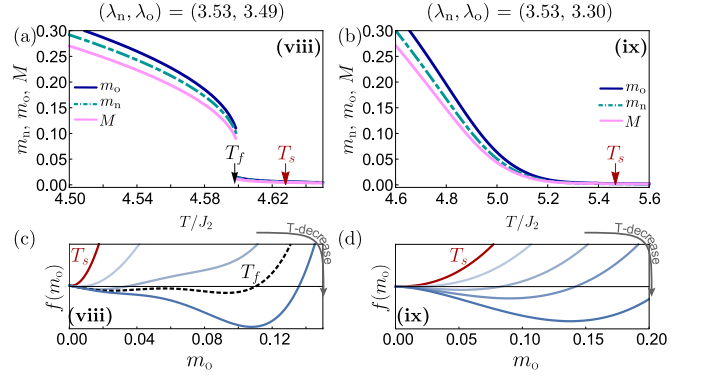 (λn, λo) = (3.53, 3.49)
(λn, λo) = (3.53, 3.30)
(a)
0.30
0.25
0.20
0.15
0.10
0.05
0.00
mn, mo, M
(viii)
mo
mn
M
Tf
Ts
4.50 4.54 4.58 4.62
T/J2
(b)
0.30
0.25
0.20
0.15
0.10
0.05
0.00
mn, mo, M
(ix)
mo
mn
M
Ts
4.6 4.8 5.0 5.2 5.4 5.6
T/J2
(c)
T-decrease
f(mo)
Ts
Tf
(viii)
0.00 0.04 0.08 0.12
mo
(d)
T-decrease
f(mo)
Ts
(ix)
0.00 0.05 0.10 0.15 0.20
mo